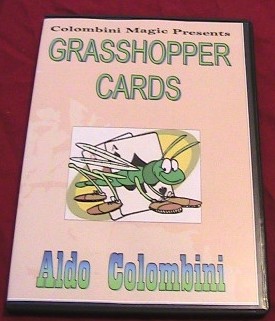 Colombini Magic Presents
GRASSHOPPER
CARDS
Aldo Colombini